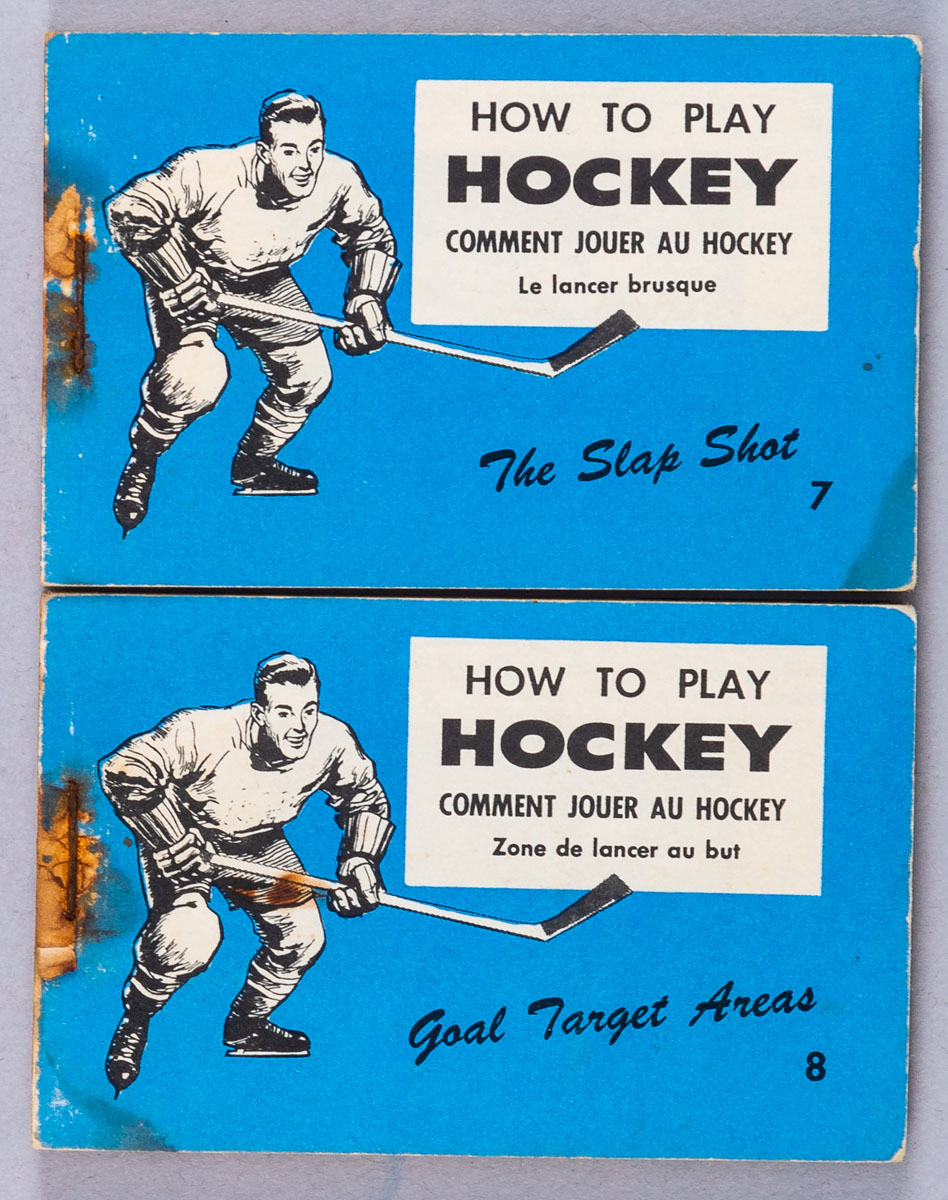 HOW TO PLAY
HOCKEY
COMMENT JOUER AU HOCKEY
Le lancer brusque
The Slap Shot
7
HOW TO PLAY
HOCKEY
COMMENT JOUER AU HOCKEY
Zone de lancer au but
Goal Target Areas
8